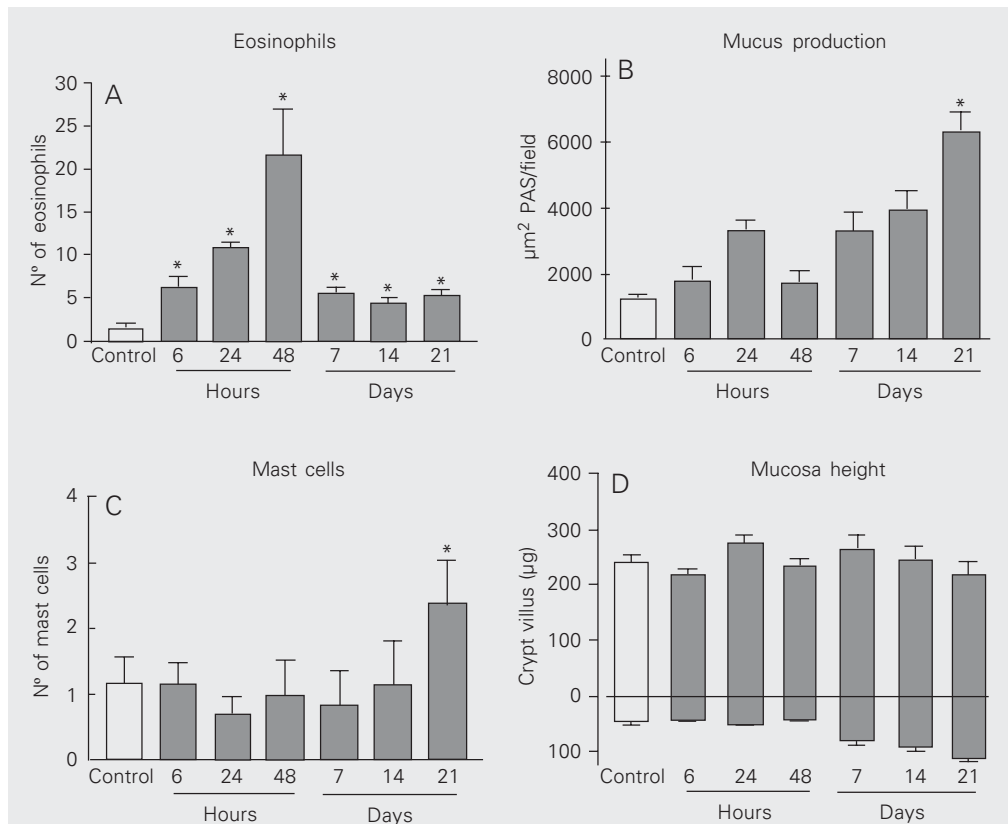 Eosinophils
A
Nº of eosinophils
30
25
20
15
10
5
0
*
*
*
*
*
*
Control 6 24 48 7 14 21
Hours Days
Mucus production
B
µm² PAS/field
8000
6000
4000
2000
0
*
Control 6 24 48 7 14 21
Hours Days
Mast cells
C
Nº of mast cells
4
3
2
1
0
*
Control 6 24 48 7 14 21
Hours Days
Mucosa height
D
Crypt villus (µg)
400
300
200
100
0
100
Control 6 24 48 7 14 21
Hours Days